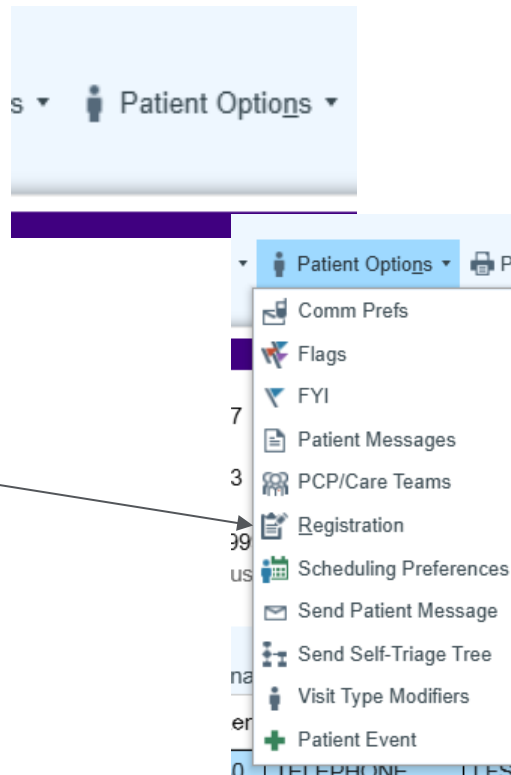 s Patient Options
Patient Options P
Comm Prefs
Flags
7 FYI
Patient Messages
3 PCP/Care Teams
99 Registration
us Scheduling Preferences
Send Patient Message
na Send Self-Triage Tree
er Visit Type Modifiers
Patient Event
TELEPHONE